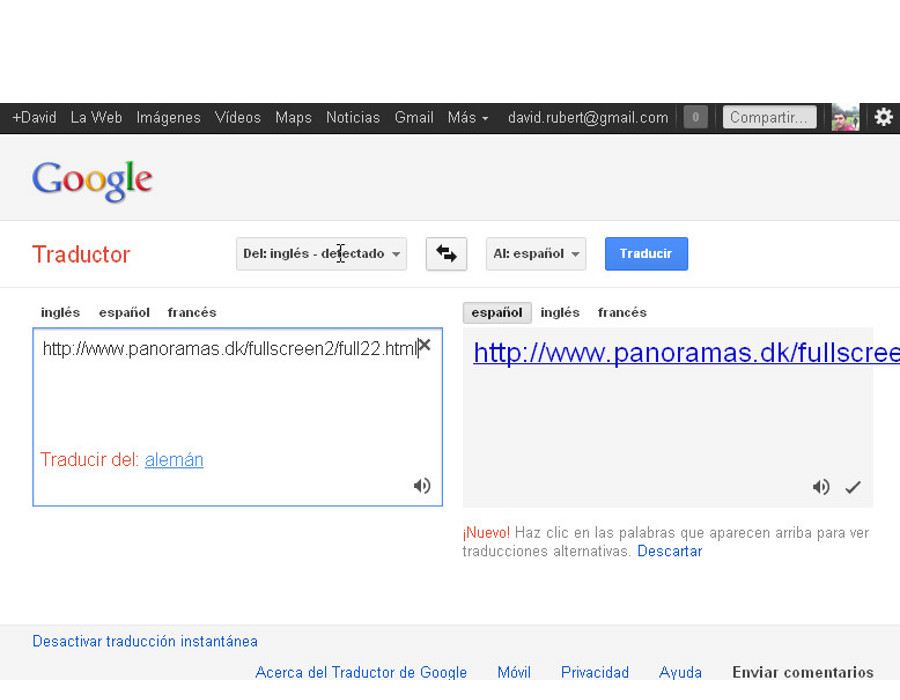 +David La Web Imágenes Vídeos Maps Noticias Gmail Más david.rubert@gmail.com 0 Compartir...
Google
Traductor Del: inglés - detectado Al: español Traducir
inglés español francés español inglés francés
http://www.panoramas.dk/fullscreen2/full22.html
http://www.panoramas.dk/fullscree
Traducir del: alemán
¡Nuevo! Haz clic en las palabras que aparecen arriba para ver
traducciones alternativas. Descartar
Desactivar traducción instantánea
Acerca del Traductor de Google Móvil Privacidad Ayuda Enviar comentarios